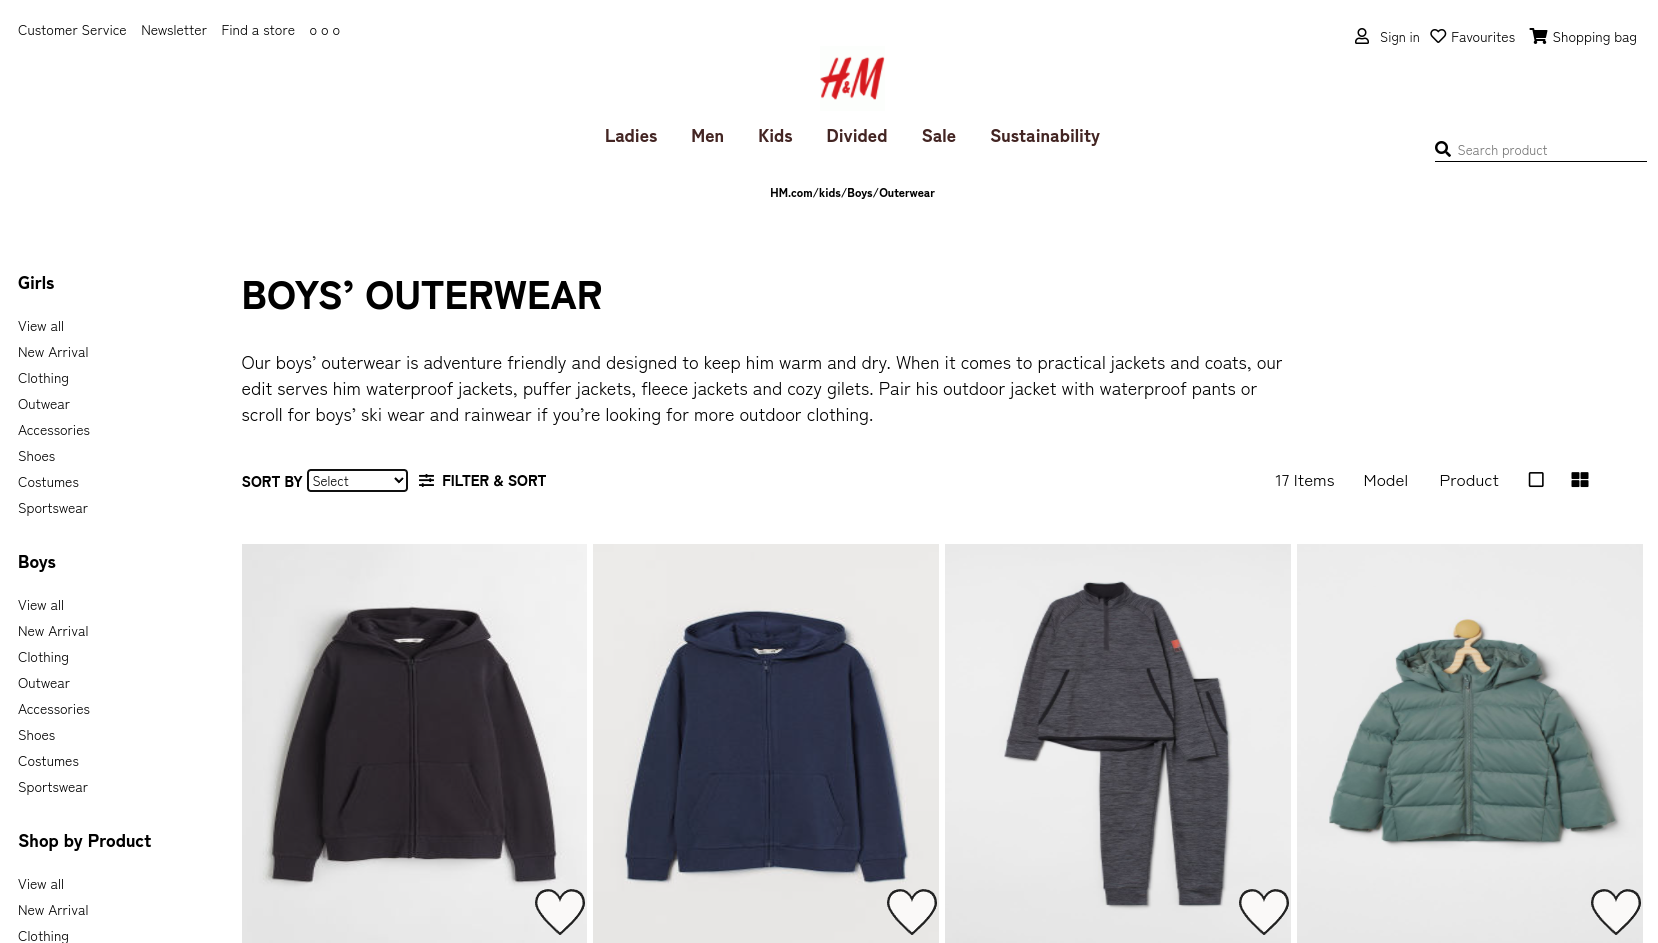 Customer Service Newsletter Find a store o o o
Sign in Favourites Shopping bag
H&M
Ladies Men Kids Divided Sale Sustainability
Search product
HM.com/kids/Boys/Outerwear
Girls
View all
New Arrival
Clothing
Outwear
Accessories
Shoes
Costumes
Sportswear
Boys
View all
New Arrival
Clothing
Outwear
Accessories
Shoes
Costumes
Sportswear
Shop by Product
View all
New Arrival
Clothing
BOYS’ OUTERWEAR
Our boys’ outerwear is adventure friendly and designed to keep him warm and dry. When it comes to practical jackets and coats, our
edit serves him waterproof jackets, puffer jackets, fleece jackets and cozy gilets. Pair his outdoor jacket with waterproof pants or
scroll for boys’ ski wear and rainwear if you’re looking for more outdoor clothing.
SORT BY Select FILTER & SORT
17 Items Model Product